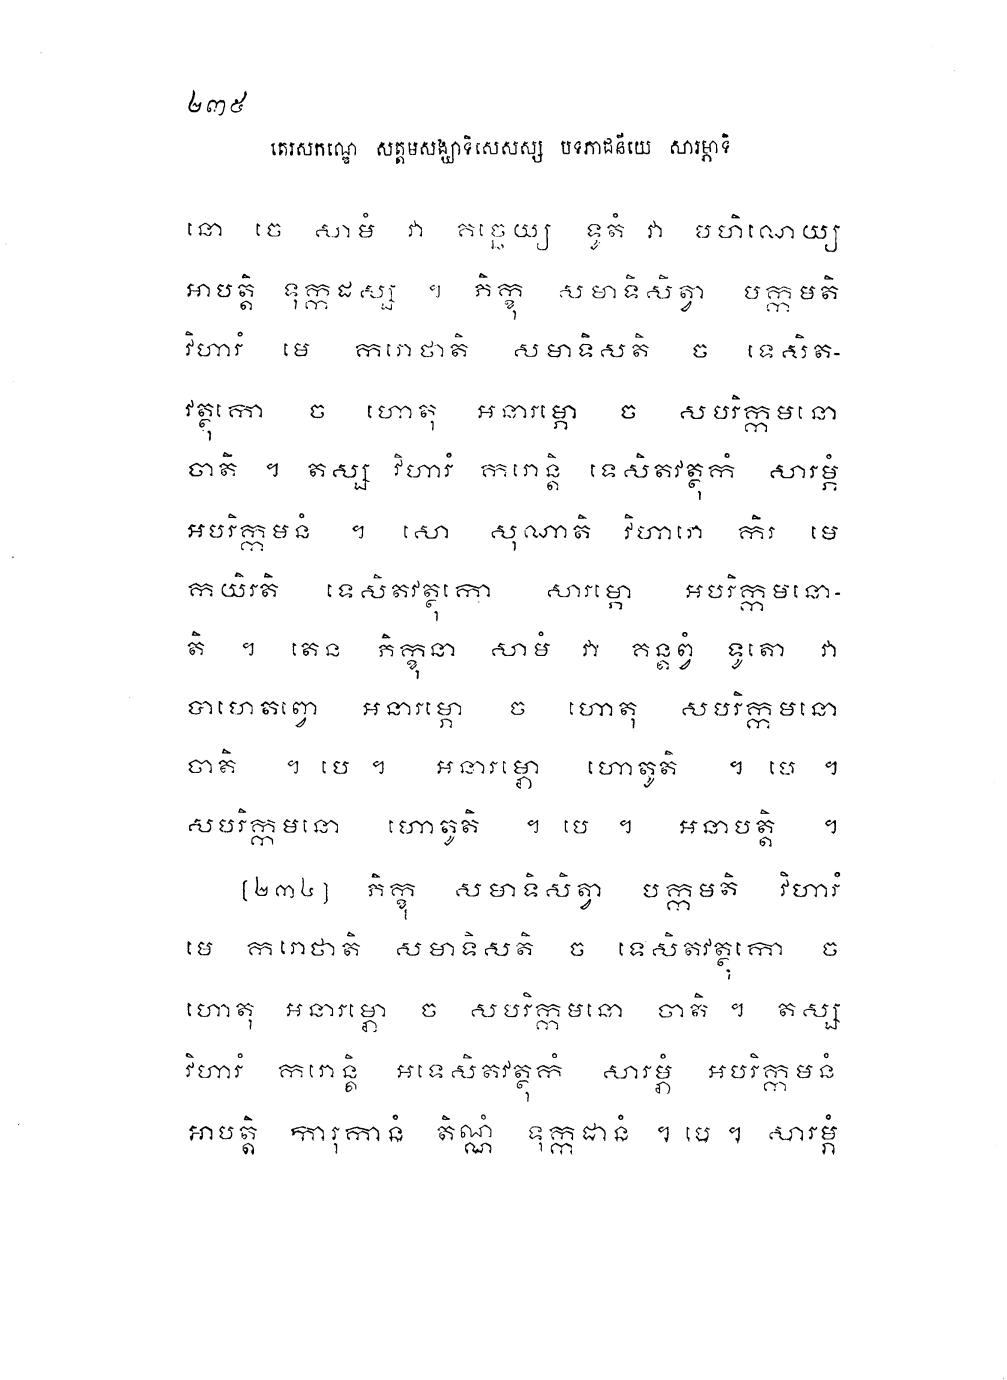 ២៣៥
តេរសកណ្ឌេ សត្តមសង្ឃាទិសេសស្ស បទភាជនីយេ សារម្ភាទិ
នោ ចេ សាមំ វា គច្ឆេយ្យ ទូតំ វា បហិណេយ្យ
អាបត្តិ ទុក្កដស្ស ។ ភិក្ខុ សមាទិសិត្វា បក្កមតិ
វិហារំ មេ ករោថាតិ សមាទិសតិ ច ទេសិត-
វត្ថុកោ ច ហោតុ អនារម្ភោ ច សបរិក្កមនោ
ចាតិ ។ តស្ស វិហារំ ករោន្តិ ទេសិតវត្ថុកំ សារម្ភំ
អបរិក្កមនំ ។ សោ សុណាតិ វិហារោ កិរ មេ
កយិរតិ ទេសិតវត្ថុកោ សារម្ភោ អបរិក្កមនោ-
តិ ។ តេន ភិក្ខុនា សាមំ វា គន្តព្វំ ទូតោ វា
បាហេតព្វោ អនារម្ភោ ច ហោតុ សបរិក្កមនោ
ចាតិ ។ បេ ។ អនារម្ភោ ហោតូតិ ។ បេ ។
សបរិក្កមនោ ហោតូតិ ។ បេ ។ អនាបត្តិ ។
[២៣៤] ភិក្ខុ សមាទិសិត្វា បក្កមតិ វិហារំ
មេ ករោថាតិ សមាទិសតិ ច ទេសិតវត្ថុកោ ច
ហោតុ អនារម្ភោ ច សបរិក្កមនោ ចាតិ ។ តស្ស
វិហារំ ករោន្តិ អទេសិតវត្ថុកំ សារម្ភំ អបរិក្កមនំ
អាបត្តិ ការុកានំ តិណ្ណំ ទុក្កដានំ ។ បេ ។ សារម្ភំ